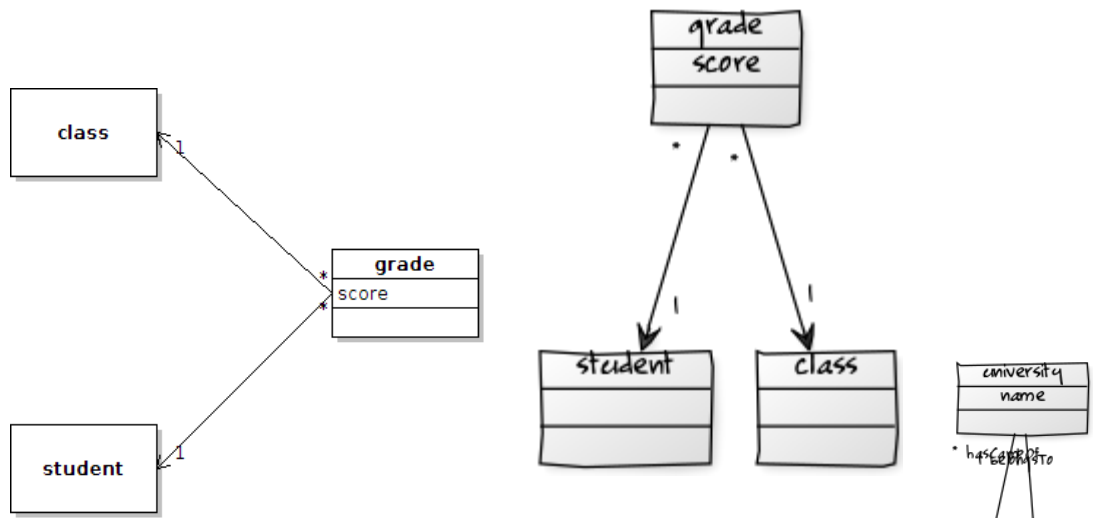 class
1
*
grade
score
*
1
student
grade
score
*
*
1
1
student
class
university
name
*